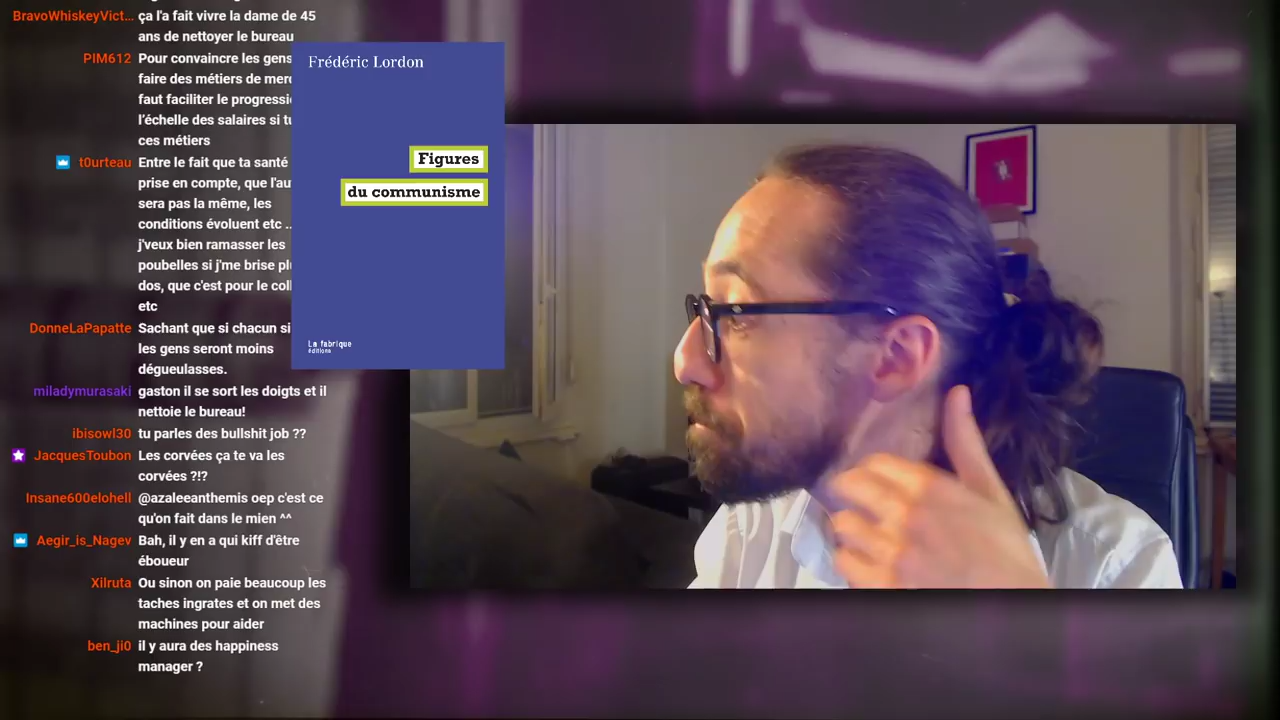 BravoWhiskeyVict… ça l'a fait vivre la dame de 45
ans de nettoyer le bureau
PIM612 Pour convaincre les gens
faire des métiers de
faut faciliter le
l’échelle des salaires si
ces métiers
t0urteau Entre le fait que ta santé
prise en compte, que
sera pas la même, les
conditions évoluent etc ..
j'veux bien ramasser les
poubelles si j'me brise
dos, que c'est pour le
etc
DonneLaPapatte Sachant que si chacun
les gens seront moins
dégueulasses.
miladymurasaki gaston il se sort les doigts et il
nettoie le bureau!
ibisowl30 tu parles des bullshit job ??
JacquesToubon Les corvées ça te va les
corvées ?!?
Insane600elohell @azaleeanthemis oep c'est ce
qu'on fait dans le mien ^^
Aegir_is_Nagev Bah, il y en a qui kiff d'être
éboueur
Xilruta Ou sinon on paie beaucoup les
taches ingrates et on met des
machines pour aider
ben_ji0 il y aura des happiness
manager ?
Frédéric Lordon
Figures
du communisme
La fabrique
éditions